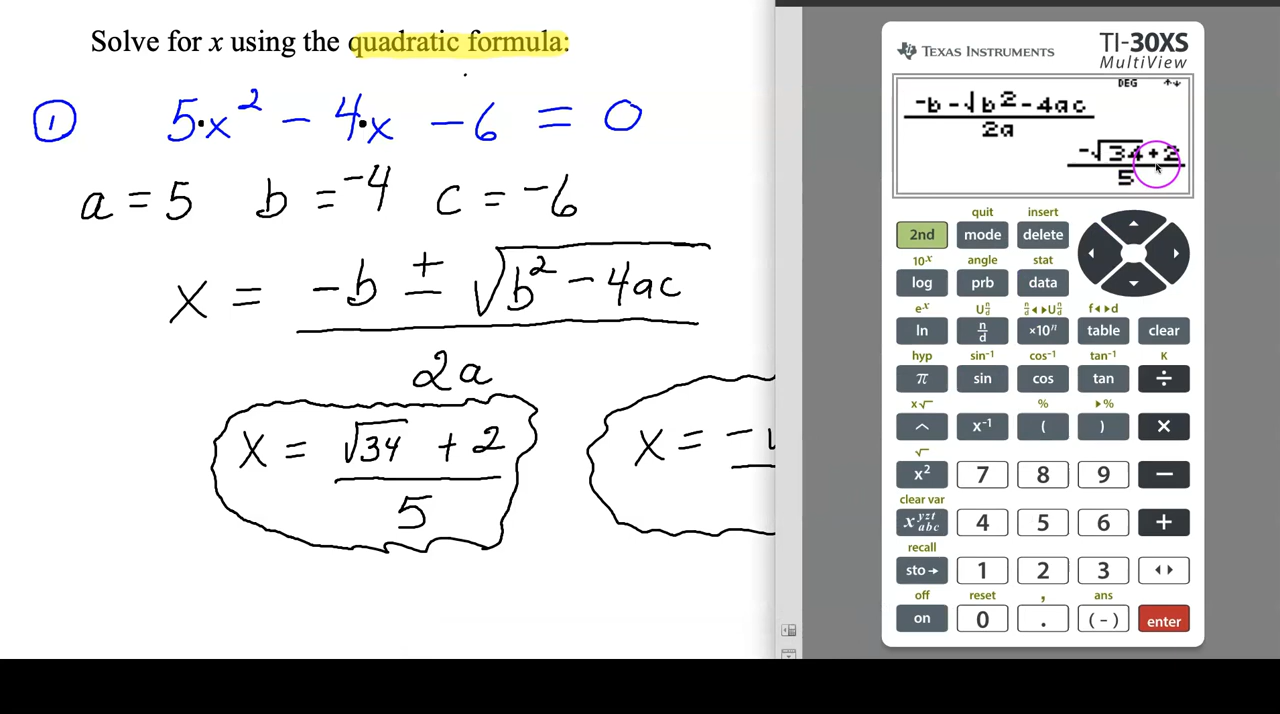 Solve for x using the quadratic formula:
① 5·x² − 4·x − 6 = 0
a = 5 b = ⁻4 c = ⁻6
x = (-b ± √(b² − 4ac)) / 2a
x = (√34 + 2) / 5
x = −√
TEXAS INSTRUMENTS
TI-30XS
MultiView
DEG
(-b-√(b²-4ac)) / 2a
(-√34+2) / 5
quit insert
2nd mode delete
10ˣ angle stat
log prb data
eˣ U n/d n/d ◄► U n/d f◄►d
ln n/d ×10ⁿ table clear
hyp sin⁻¹ cos⁻¹ tan⁻¹ K
π sin cos tan ÷
x√ % ►%
^ x⁻¹ ( ) ×
√
x² 7 8 9 −
clear var
x yzt abc 4 5 6 +
recall
sto→ 1 2 3 ◄►
off reset , ans
on 0 . (-) enter